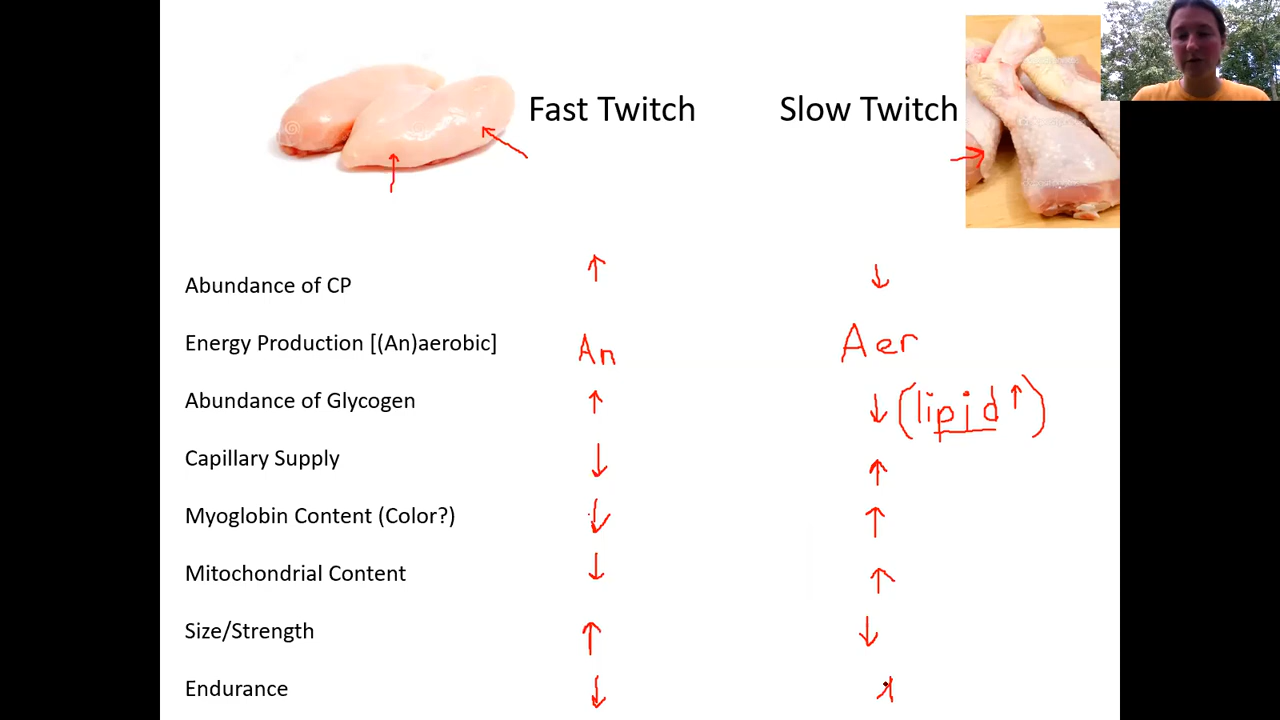 Fast Twitch Slow Twitch
Abundance of CP ↑ ↓
Energy Production [(An)aerobic] An Aer
Abundance of Glycogen ↑ ↓ (lipid ↑)
Capillary Supply ↓ ↑
Myoglobin Content (Color?) ↓ ↑
Mitochondrial Content ↓ ↑
Size/Strength ↑ ↓
Endurance ↓